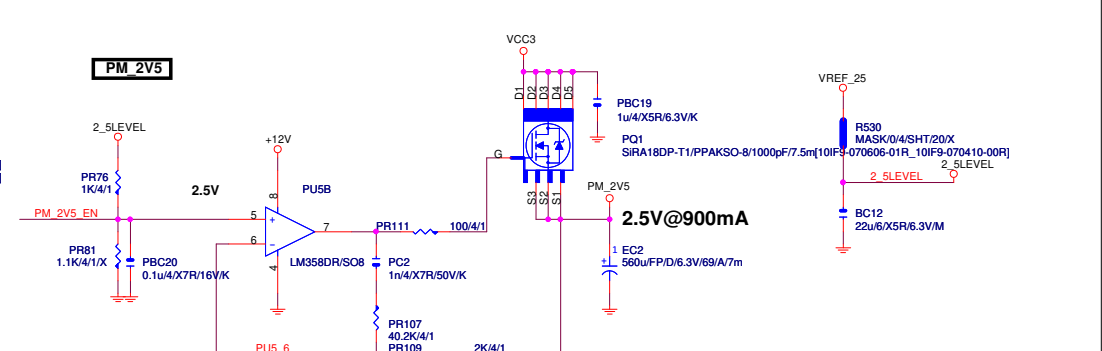 VCC3
PM_2V5
D1
D2
D3
D4
D5
PBC19
1u/4/X5R/6.3V/K
VREF_25
2_5LEVEL
+12V
PQ1
SiRA18DP-T1/PPAKSO-8/1000pF/7.5m[10IF9-070606-01R_10IF9-070410-00R]
R530
MASK/0/4/SHT/20/X
G
2_5LEVEL
2_5LEVEL
PR76
1K/4/1
2.5V
PU5B
8
S3
S2
S1
PM_2V5
PM_2V5_EN
5
+
7
PR111
100/4/1
2.5V@900mA
BC12
22u/6/X5R/6.3V/M
6
-
4
PR81
1.1K/4/1/X
PBC20
0.1u/4/X7R/16V/K
LM358DR/SO8
PC2
1n/4/X7R/50V/K
1
+
EC2
560u/FP/D/6.3V/69/A/7m
PR107
40.2K/4/1
PU5_6
PR109
2K/4/1